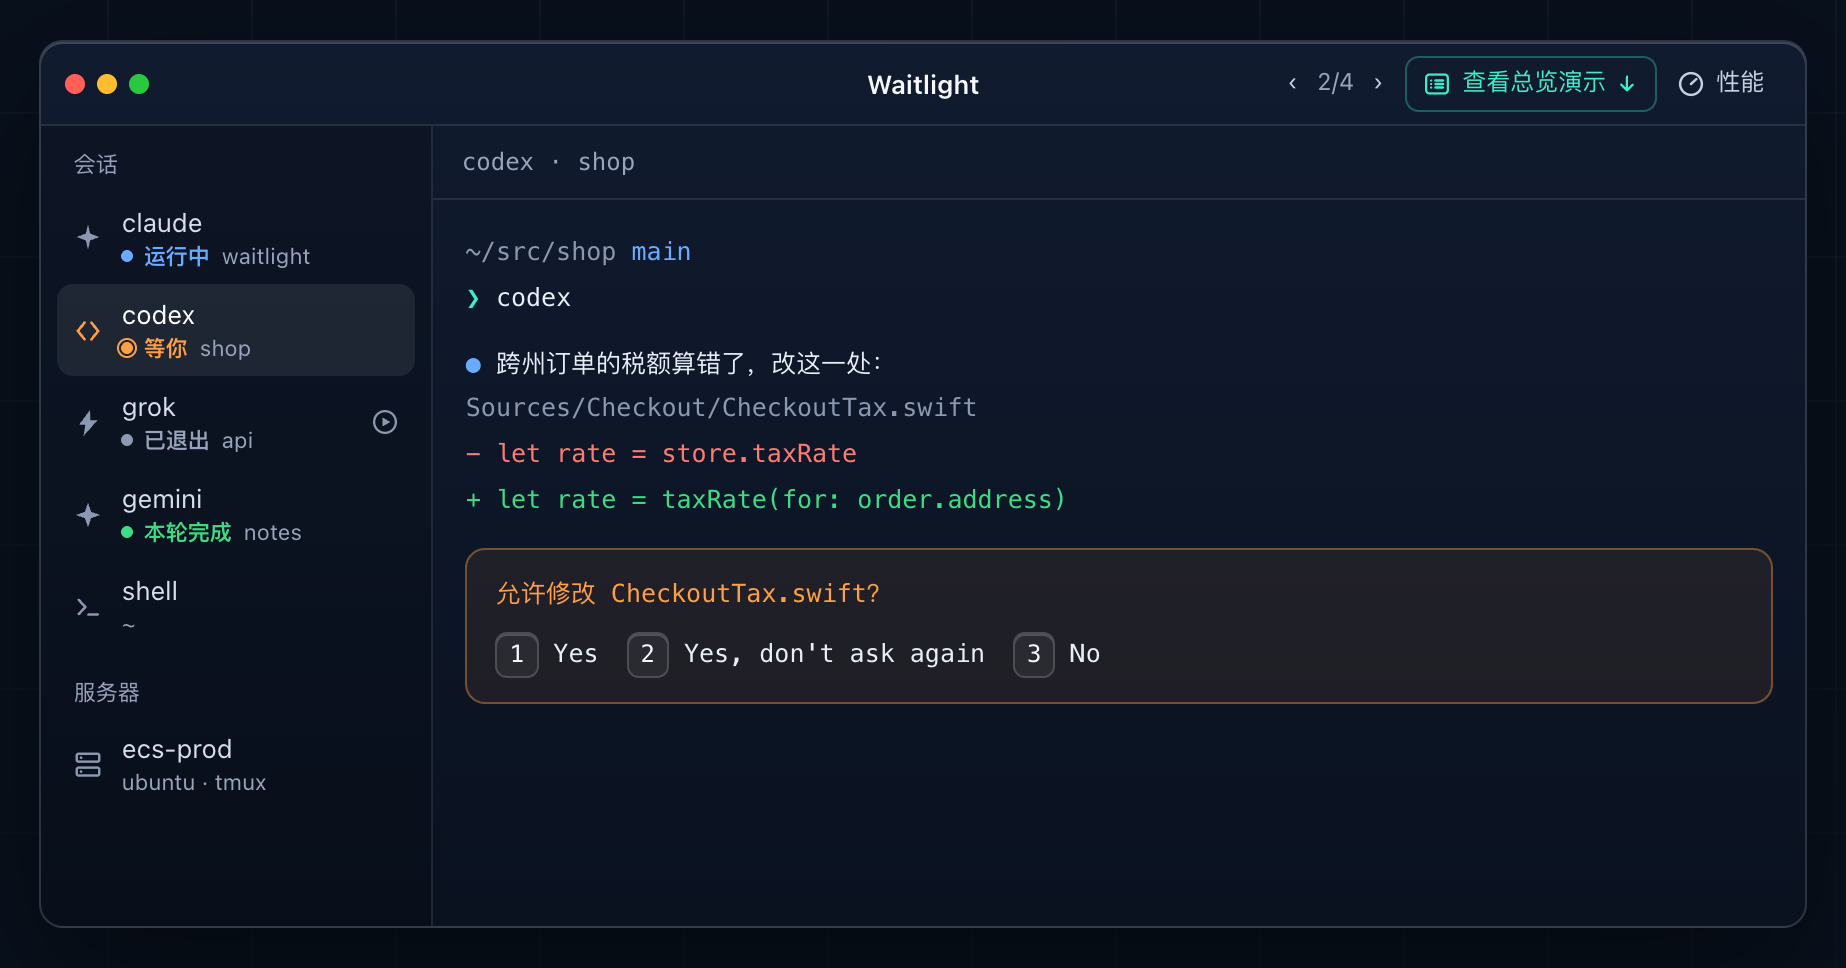 Waitlight
‹ 2/4 › 查看总览演示 ↓ 性能
会话
claude
运行中 waitlight
codex
等你 shop
grok
已退出 api
gemini
本轮完成 notes
shell
~
服务器
ecs-prod
ubuntu · tmux
codex · shop
~/src/shop main
❯ codex
跨州订单的税额算错了，改这一处：
Sources/Checkout/CheckoutTax.swift
− let rate = store.taxRate
+ let rate = taxRate(for: order.address)
允许修改 CheckoutTax.swift?
1 Yes 2 Yes, don't ask again 3 No